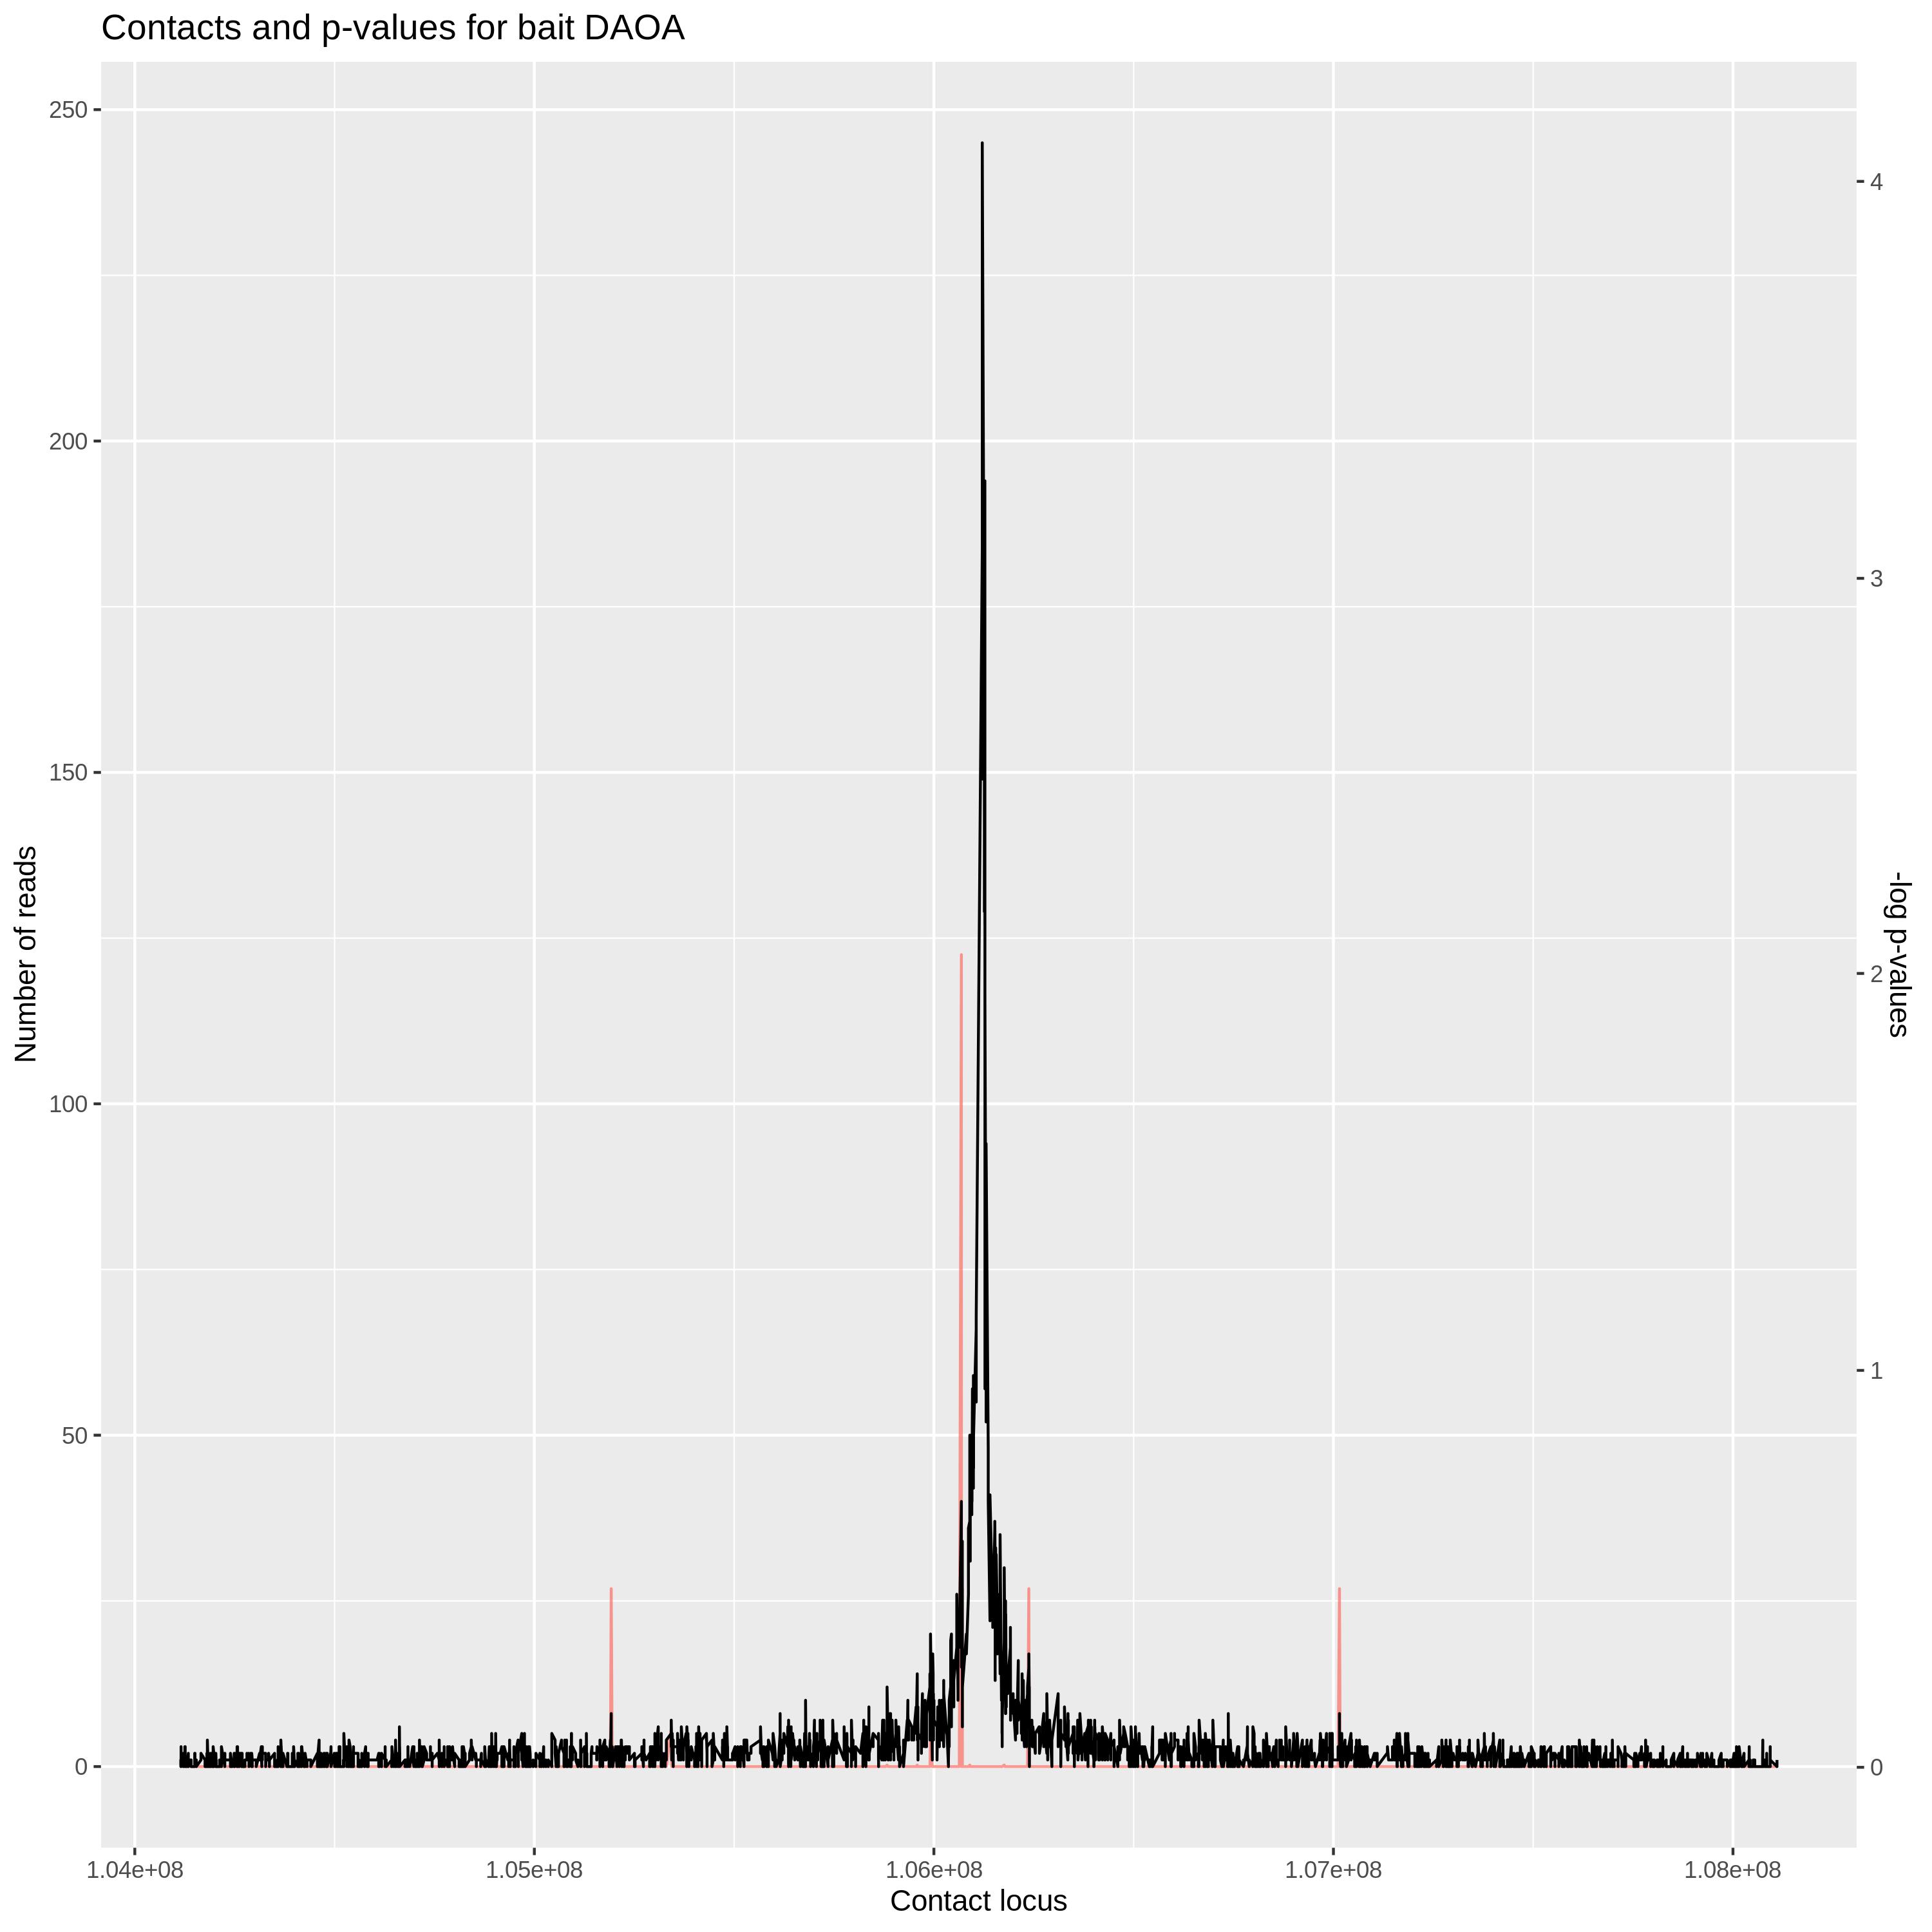 Contacts and p-values for bait DAOA
250
200
150
100
50
0
Number of reads
4
3
2
1
0
-log p-values
1.04e+08
1.05e+08
1.06e+08
1.07e+08
1.08e+08
Contact locus